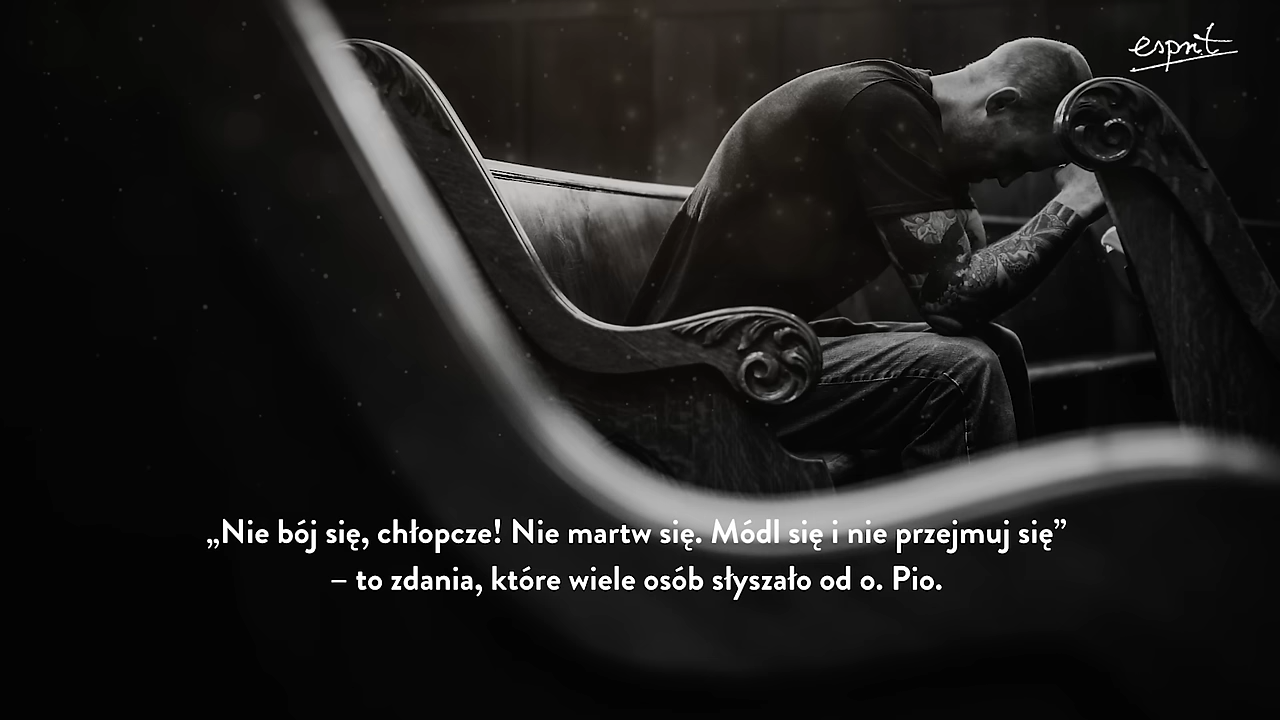 esprit
„Nie bój się, chłopcze! Nie martw się. Módl się i nie przejmuj się”
– to zdania, które wiele osób słyszało od o. Pio.